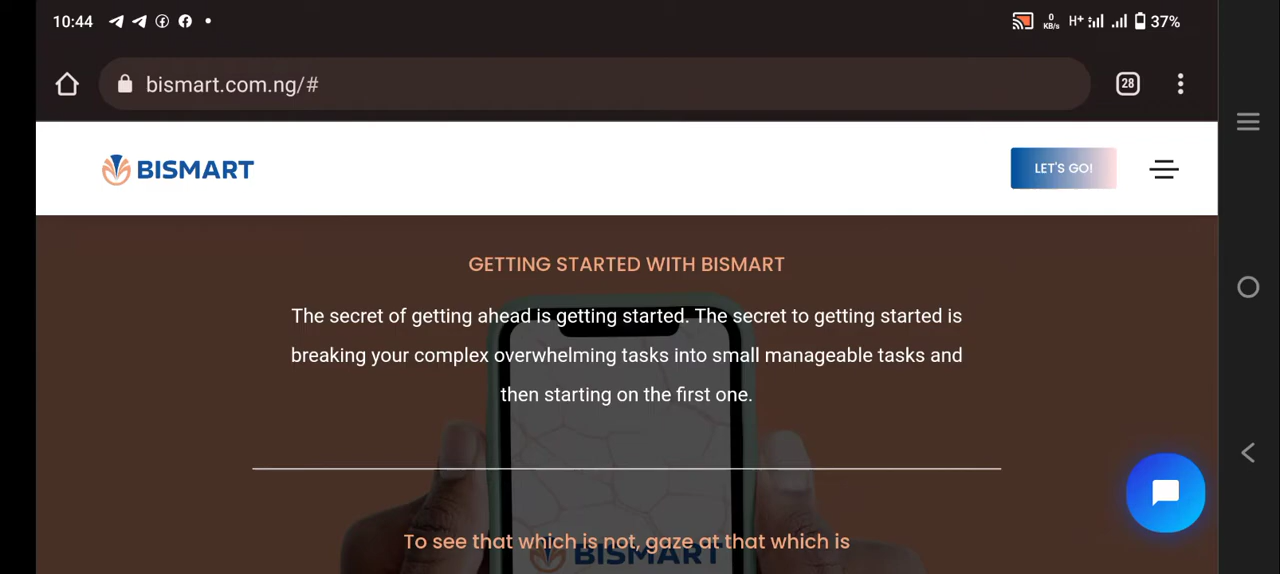 10:44
0
KB/s
H+
37%
bismart.com.ng/#
28
BISMART
LET'S GO!
GETTING STARTED WITH BISMART
The secret of getting ahead is getting started. The secret to getting started is
breaking your complex overwhelming tasks into small manageable tasks and
then starting on the first one.
To see that which is not, gaze at that which is
BISMART